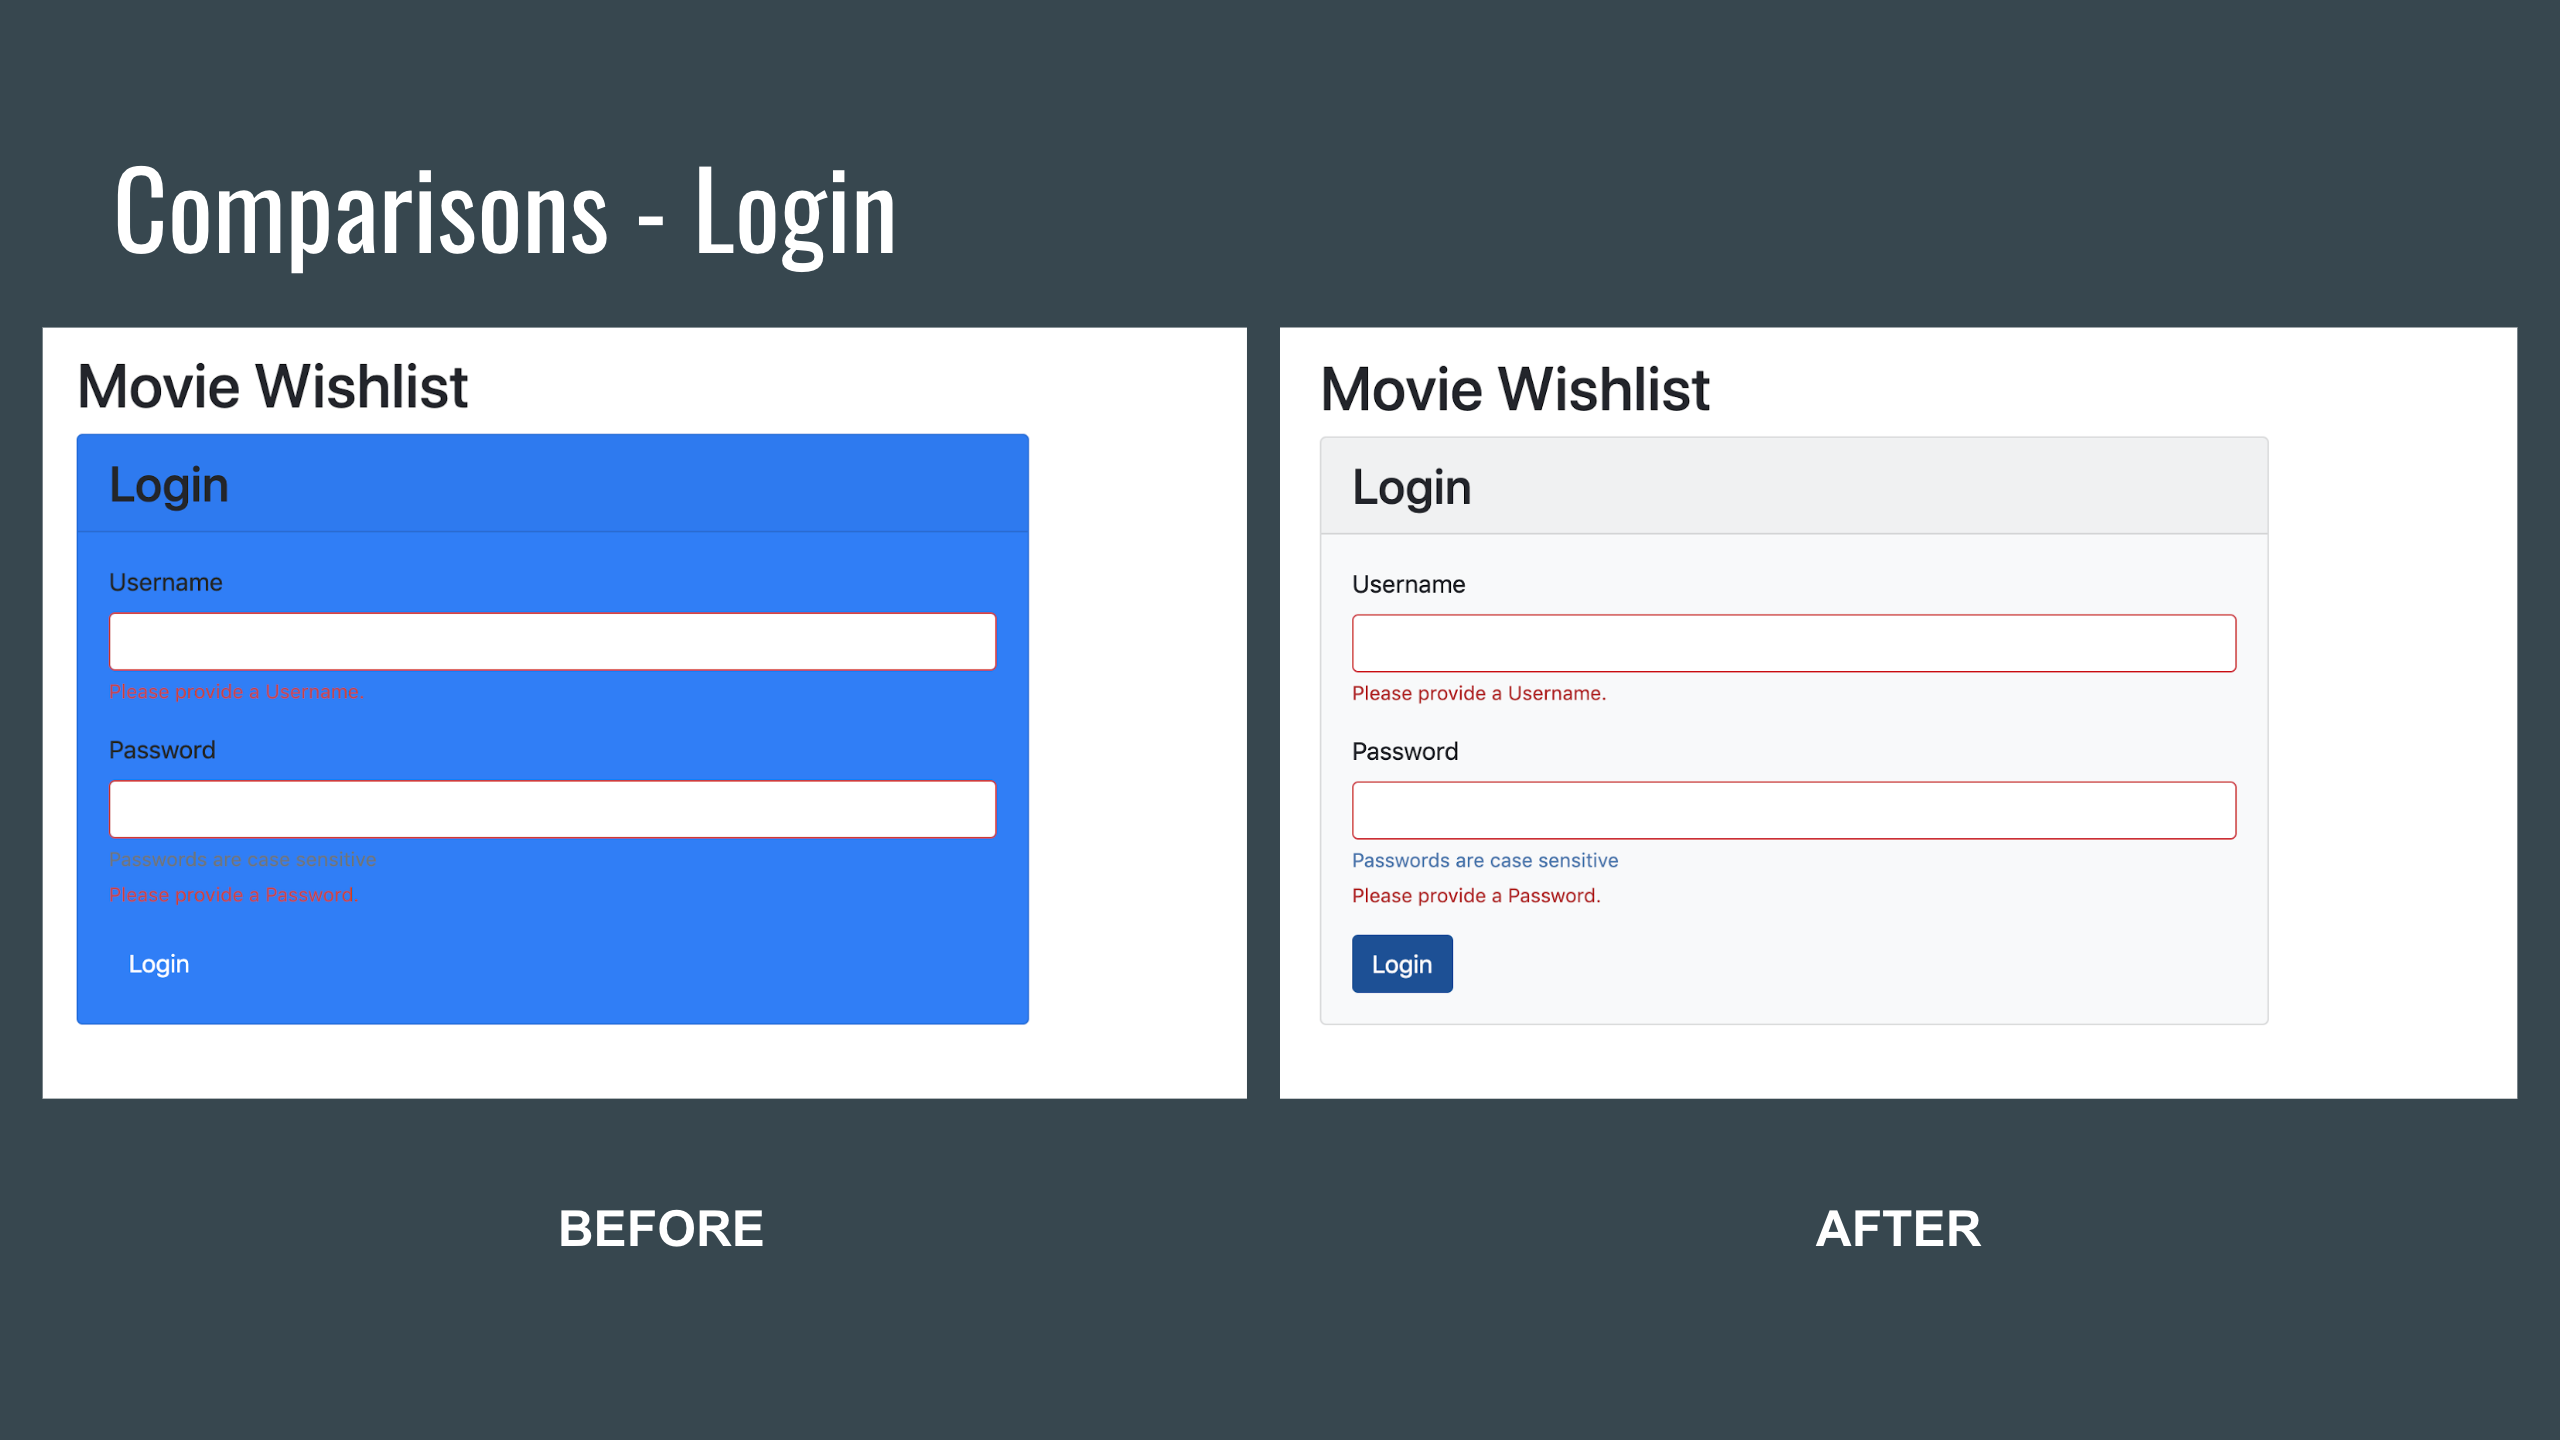 Comparisons - Login
Movie Wishlist
Login
Username
Please provide a Username.
Password
Passwords are case sensitive
Please provide a Password.
Login
BEFORE
Movie Wishlist
Login
Username
Please provide a Username.
Password
Passwords are case sensitive
Please provide a Password.
Login
AFTER